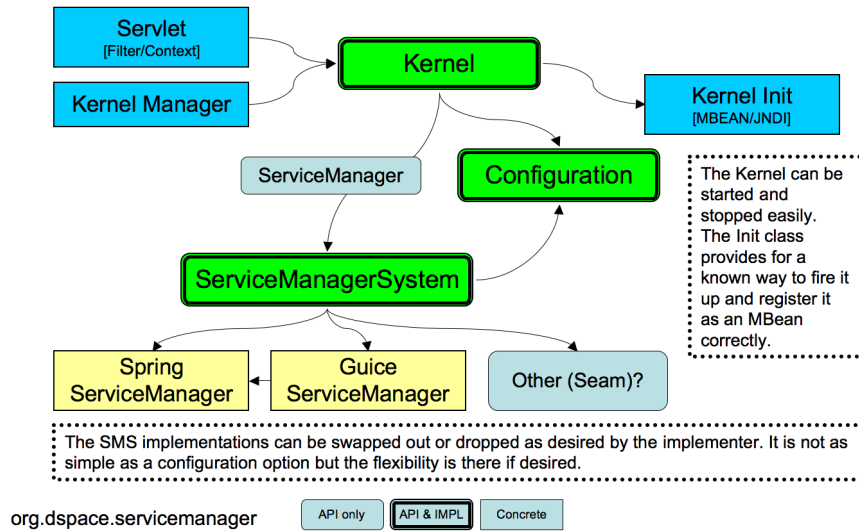 Servlet
[Filter/Context]
Kernel Manager
Kernel
Kernel Init
[MBEAN/JNDI]
ServiceManager
Configuration
The Kernel can be
started and
stopped easily.
The Init class
provides for a
known way to fire it
up and register it
as an MBean
correctly.
ServiceManagerSystem
Spring
ServiceManager
Guice
ServiceManager
Other (Seam)?
The SMS implementations can be swapped out or dropped as desired by the implementer. It is not as
simple as a configuration option but the flexibility is there if desired.
org.dspace.servicemanager
API only
API & IMPL
Concrete